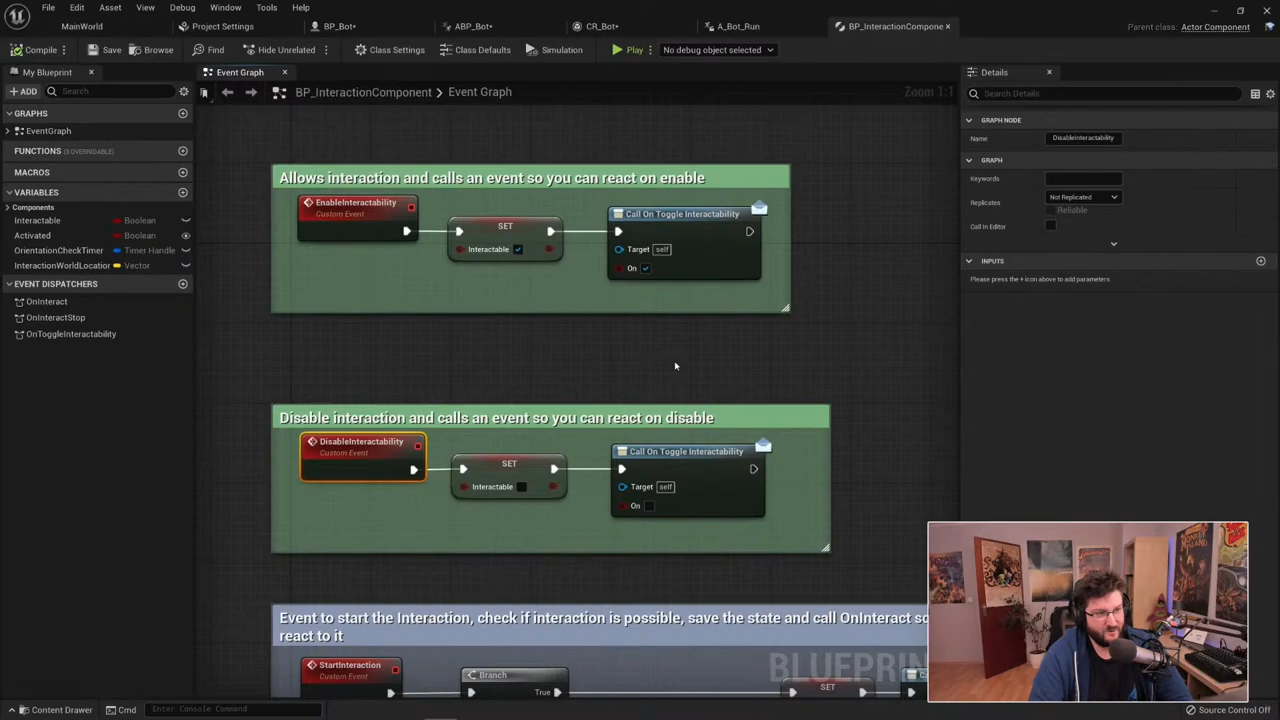 File Edit Asset View Debug Window Tools Help
MainWorld Project Settings BP_Bot* ABP_Bot* CR_Bot* A_Bot_Run BP_InteractionCompone × Parent class: Actor Component
Compile Save Browse Find Hide Unrelated Class Settings Class Defaults Simulation Play No debug object selected
My Blueprint × Event Graph × Details ×
+ ADD Search
BP_InteractionComponent > Event Graph Zoom 1:1
Search Details
GRAPHS
EventGraph
FUNCTIONS (3 OVERRIDABLE)
MACROS
VARIABLES
Components
Interactable Boolean
Activated Boolean
OrientationCheckTimer Timer Handle
InteractionWorldLocatio Vector
EVENT DISPATCHERS
OnInteract
OnInteractStop
OnToggleInteractability
Allows interaction and calls an event so you can react on enable
EnableInteractability
Custom Event
SET
Interactable
Call On Toggle Interactability
Target self
On
Disable interaction and calls an event so you can react on disable
DisableInteractability
Custom Event
SET
Interactable
Call On Toggle Interactability
Target self
On
Event to start the Interaction, check if interaction is possible, save the state and call OnInteract so
react to it
StartInteraction
Custom Event
Branch
True
SET
BLUEPRIN
GRAPH NODE
Name DisableInteractability
GRAPH
Keywords
Replicates Not Replicated
Reliable
Call In Editor
INPUTS
Please press the + icon above to add parameters
Content Drawer Cmd Enter Console Command Source Control Off